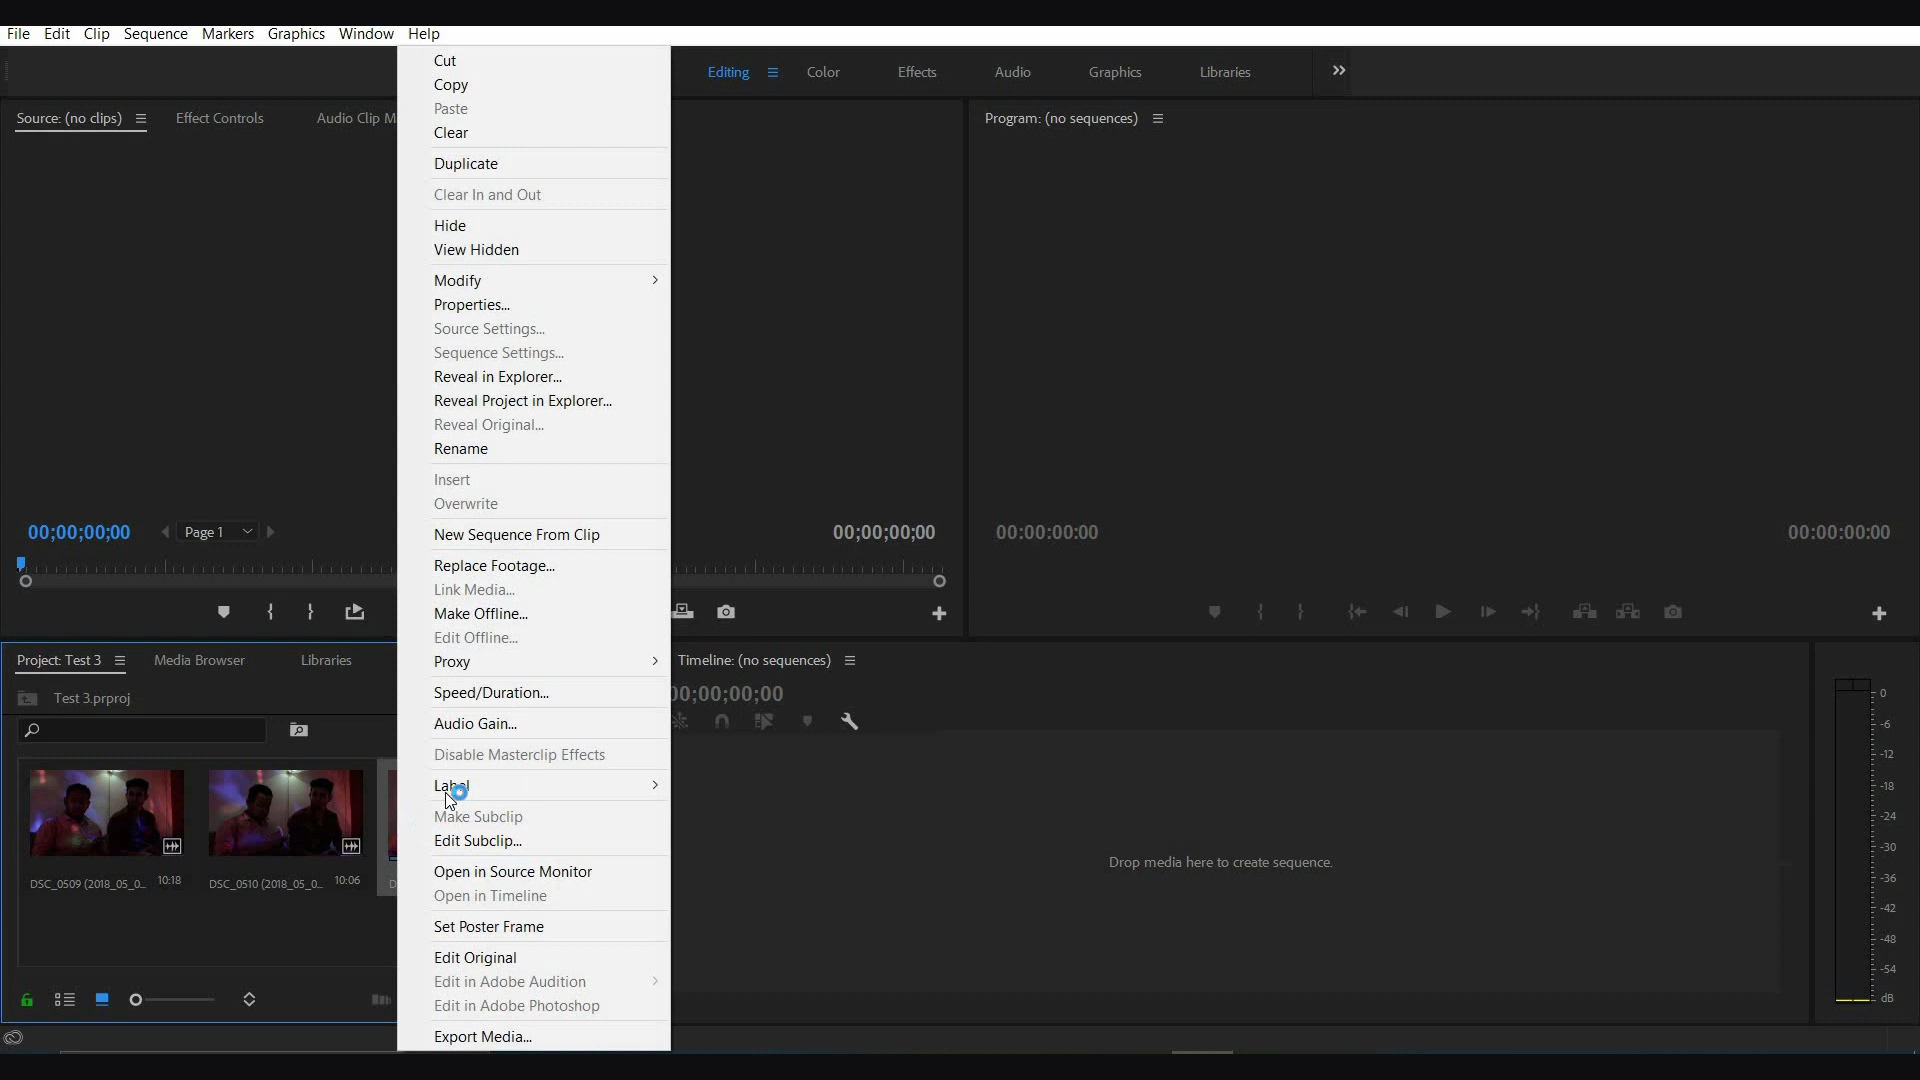 File Edit Clip Sequence Markers Graphics Window Help
Editing Color Effects Audio Graphics Libraries
Source: (no clips) Effect Controls Audio Clip M
Program: (no sequences)
Cut
Copy
Paste
Clear
Duplicate
Clear In and Out
Hide
View Hidden
Modify
Properties...
Source Settings...
Sequence Settings...
Reveal in Explorer...
Reveal Project in Explorer...
Reveal Original...
Rename
Insert
Overwrite
New Sequence From Clip
Replace Footage...
Link Media...
Make Offline...
Edit Offline...
Proxy
Speed/Duration...
Audio Gain...
Disable Masterclip Effects
Label
Make Subclip
Edit Subclip...
Open in Source Monitor
Open in Timeline
Set Poster Frame
Edit Original
Edit in Adobe Audition
Edit in Adobe Photoshop
Export Media...
00;00;00;00 Page 1 00;00;00;00
00:00:00:00 00:00:00:00
Project: Test 3 Media Browser Libraries
Test 3.prproj
DSC_0509 (2018_05_0... 10:18
DSC_0510 (2018_05_0... 10:06
Timeline: (no sequences)
00;00;00;00
Drop media here to create sequence.
0
-6
-12
-18
-24
-30
-36
-42
-48
-54
dB